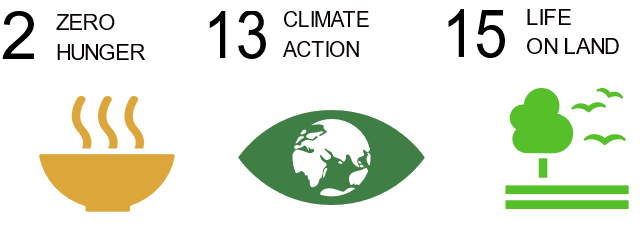 2 ZERO
HUNGER
13 CLIMATE
ACTION
15 LIFE
ON LAND